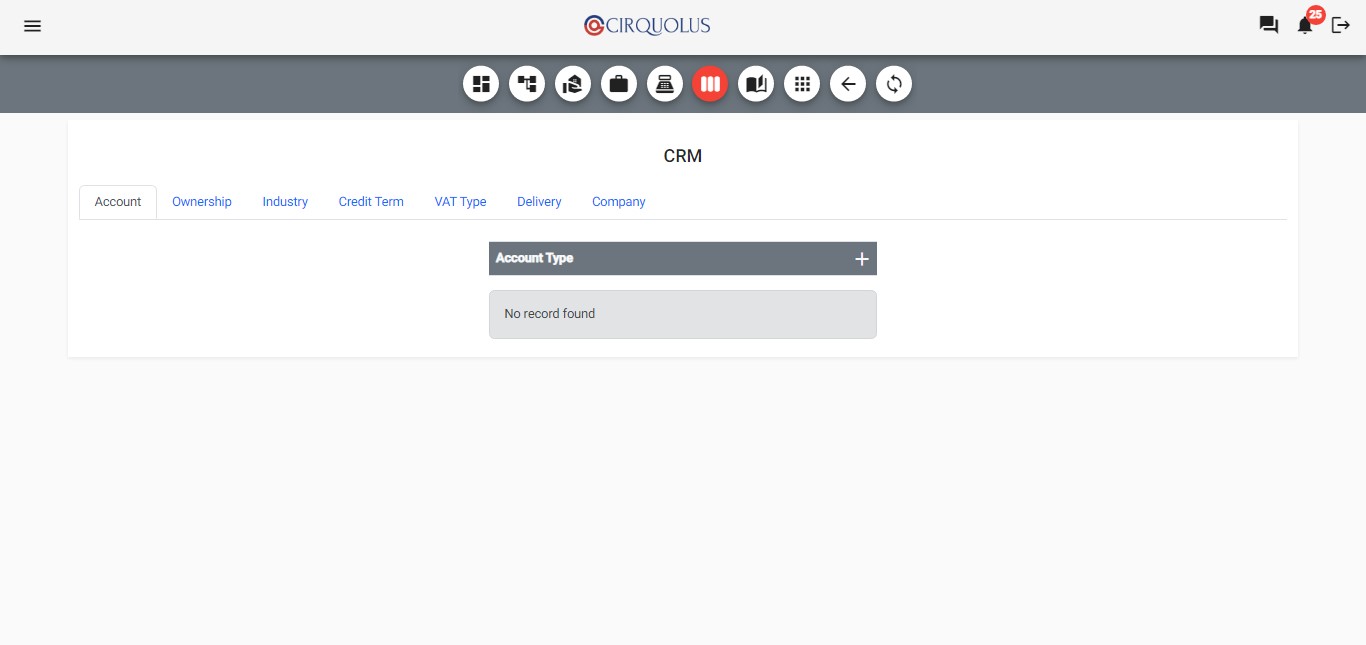 CIRQUOLUS
25
CRM
Account Ownership Industry Credit Term VAT Type Delivery Company
Account Type
No record found